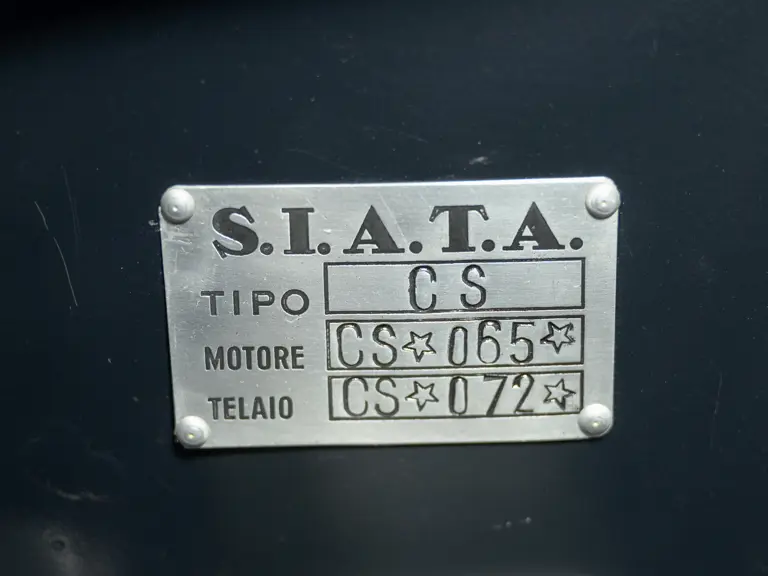 S.I.A.T.A.
TIPO CS
MOTORE CS☆065☆
TELAIO CS☆072☆